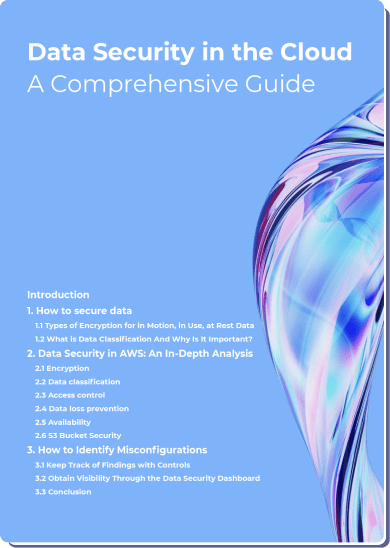 Data Security in the Cloud
A Comprehensive Guide
Introduction
1. How to secure data
1.1 Types of Encryption for in Motion, in Use, at Rest Data
1.2 What is Data Classification And Why Is It Important?
2. Data Security in AWS: An In-Depth Analysis
2.1 Encryption
2.2 Data classification
2.3 Access control
2.4 Data loss prevention
2.5 Availability
2.6 S3 Bucket Security
3. How to Identify Misconfigurations
3.1 Keep Track of Findings with Controls
3.2 Obtain Visibility Through the Data Security Dashboard
3.3 Conclusion